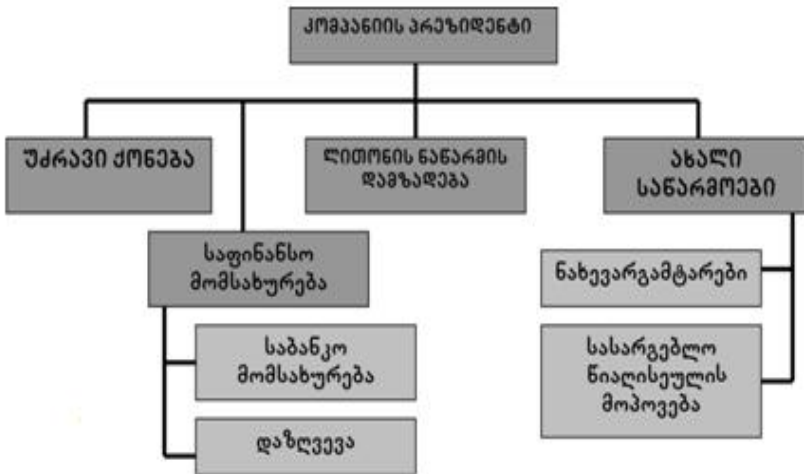 კომპანიის პრეზიდენტი
უძრავი ქონება
ლითონის ნაწარმის
დამზადება
ახალი
საწარმოები
საფინანსო
მომსახურება
საბანკო
მომსახურება
დაზღვევა
ნახევარგამტარები
სასარგებლო
წიაღისეულის
მოპოვება